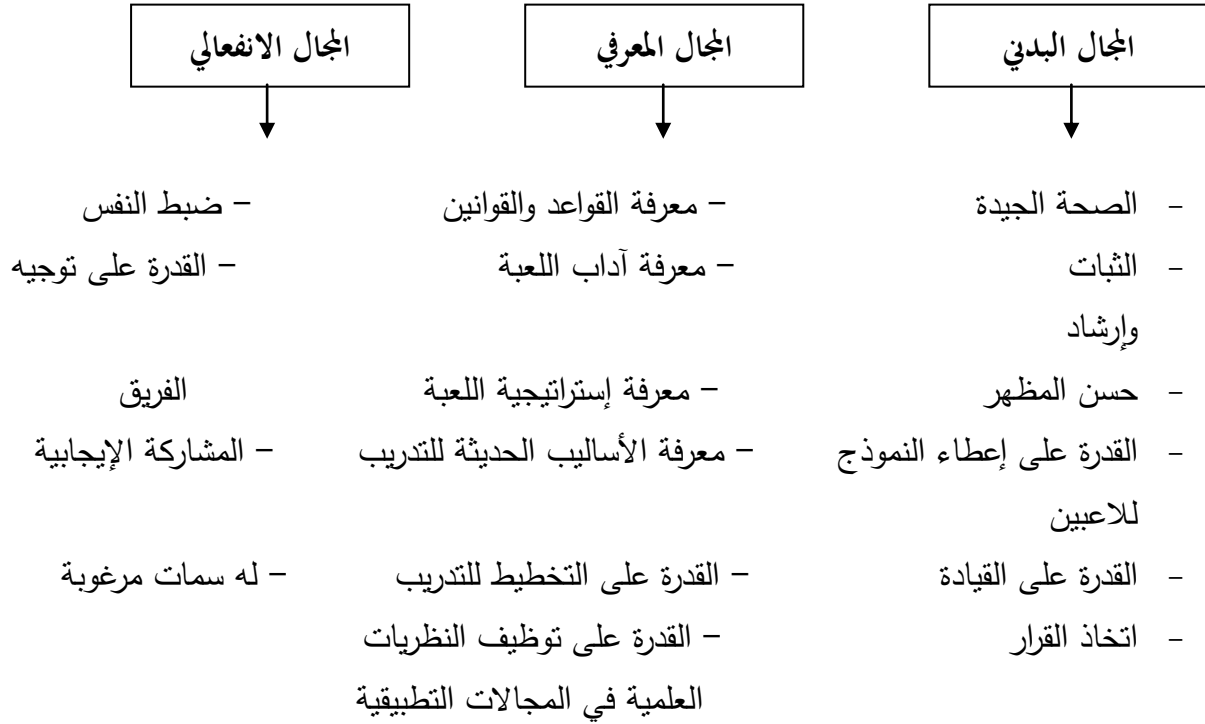 المجال البدني المجال المعرفي المجال الانفعالي
- الصحة الجيدة – معرفة القواعد والقوانين – ضبط النفس
- الثبات – معرفة آداب اللعبة – القدرة على توجيه
وإرشاد
- حسن المظهر – معرفة إستراتيجية اللعبة الفريق
- القدرة على إعطاء النموذج – معرفة الأساليب الحديثة للتدريب – المشاركة الإيجابية
للاعبين
- القدرة على القيادة – القدرة على التخطيط للتدريب – له سمات مرغوبة
- اتخاذ القرار – القدرة على توظيف النظريات
العلمية في المجالات التطبيقية